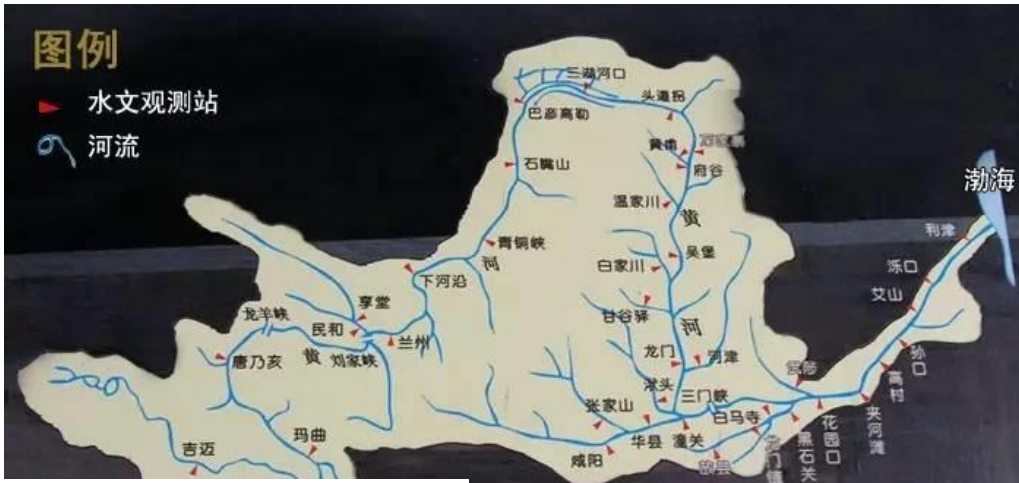 图例
水文观测站
河流
三湖河口
头道拐
巴彦高勒
黄甫
石嘴山
府谷
渤海
温家川
黄
利津
青铜峡
吴堡
河
白家川
泺口
下河沿
艾山
享堂
龙羊峡
甘谷驿
民和
河
兰州
孙口
龙门
河津
黄
刘家峡
唐乃亥
高村
三门峡
张家山
白马寺
夹河滩
花园口
玛曲
华县
潼关
黑石关
吉迈
咸阳
故县